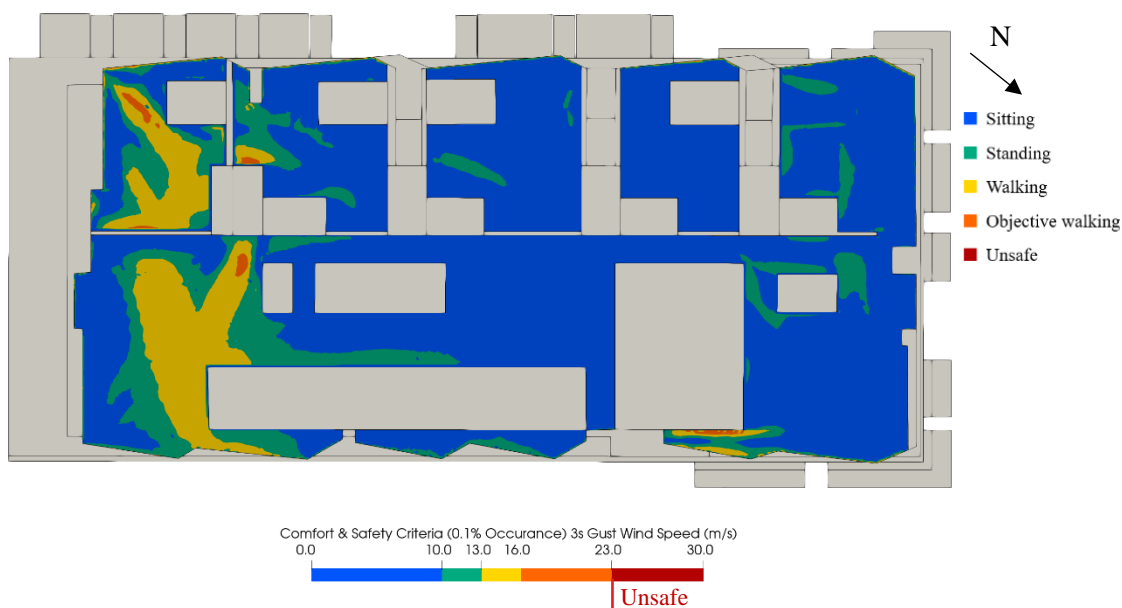 N
Sitting
Standing
Walking
Objective walking
Unsafe
Comfort & Safety Criteria (0.1% Occurance) 3s Gust Wind Speed (m/s)
0.0 10.0 13.0 16.0 23.0 30.0
Unsafe